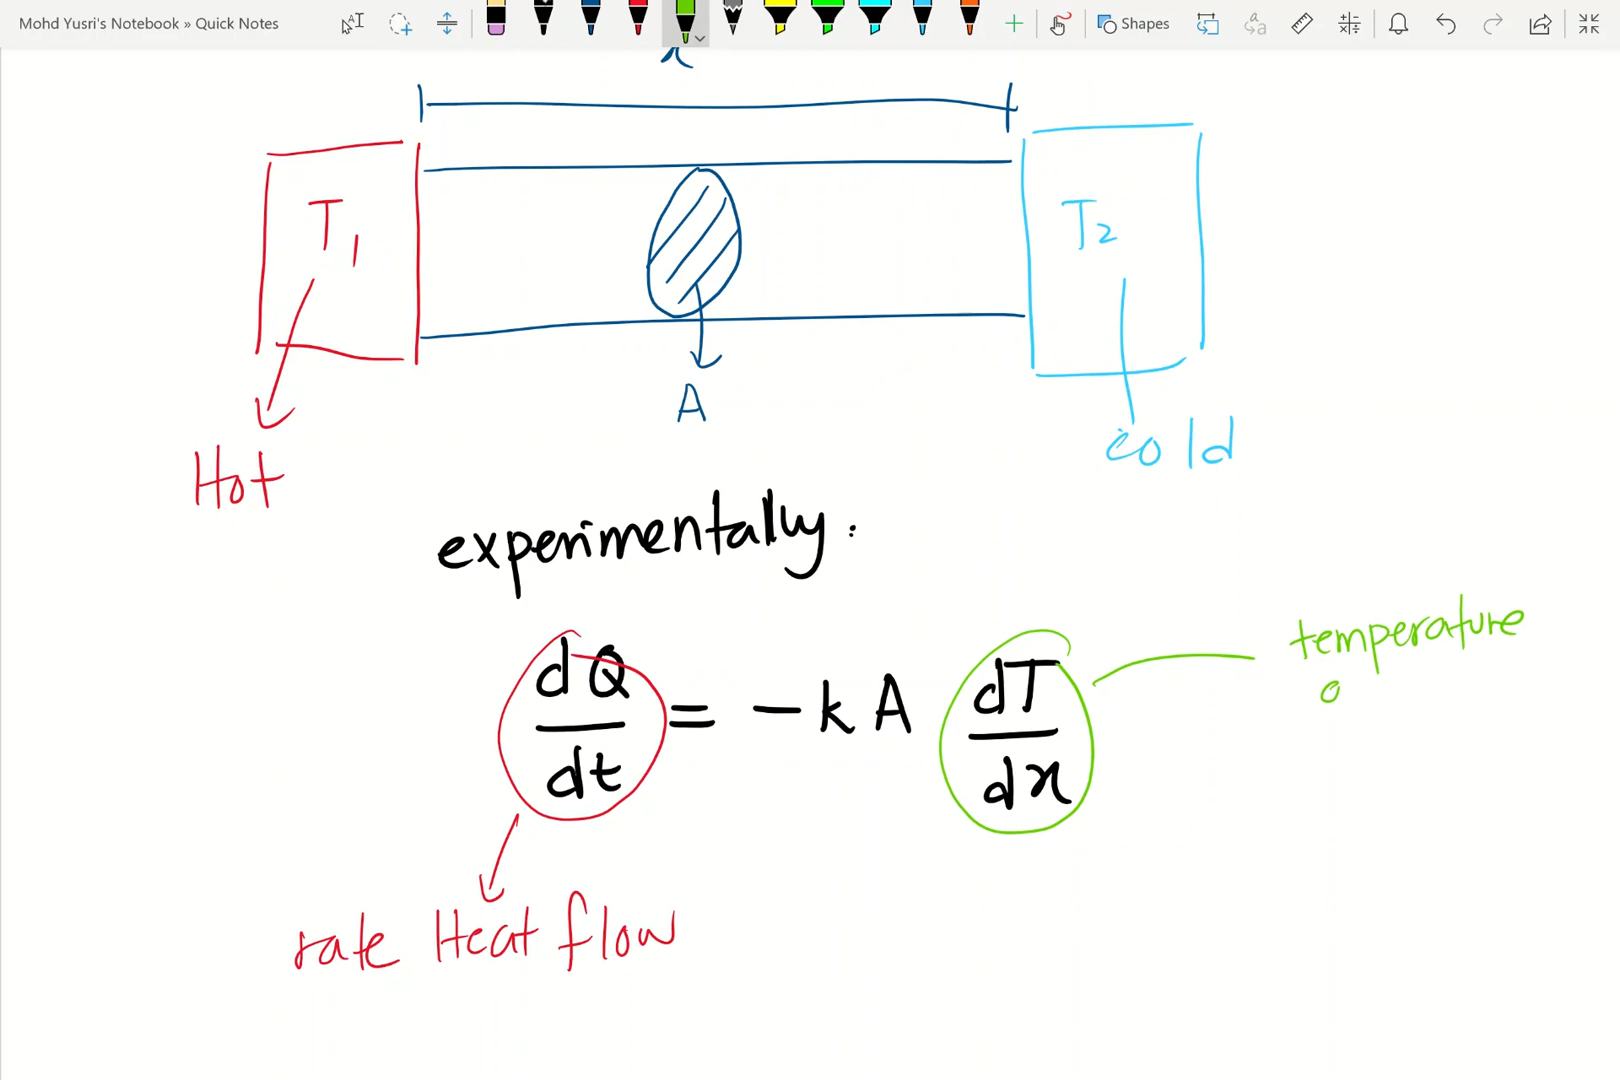 Mohd Yusri's Notebook » Quick Notes
Shapes
x
T1
T2
A
Hot
cold
experimentally:
dQ/dt = -kA dT/dx
temperature
rate Heat flow